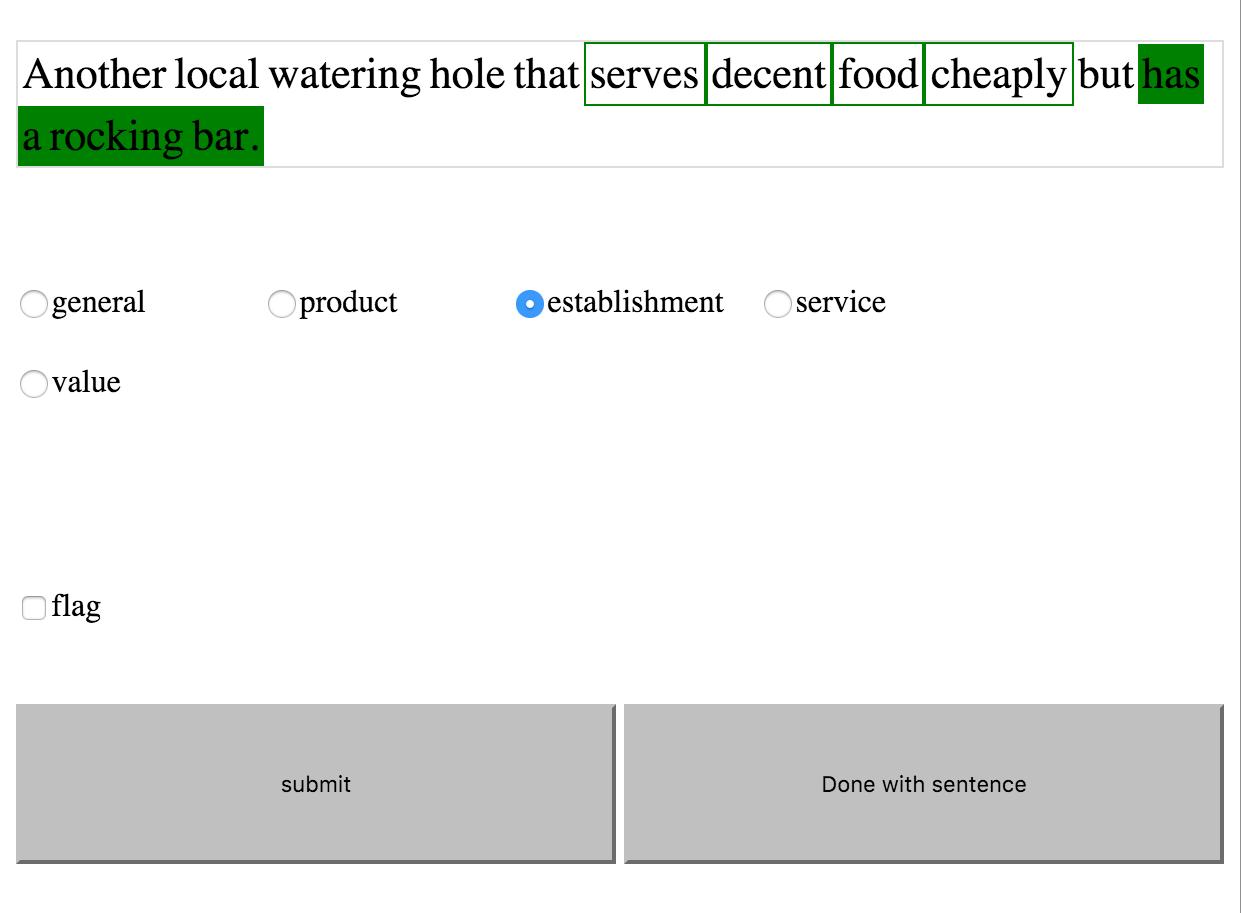 Another local watering hole that serves decent food cheaply but has
a rocking bar.
general product establishment service
value
flag
submit Done with sentence